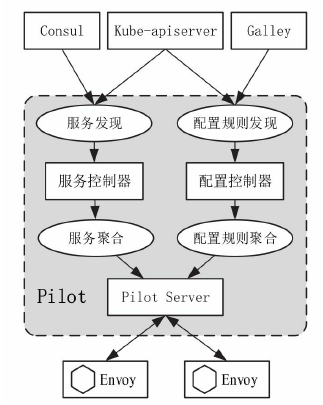 Consul Kube-apiserver Galley
服务发现 配置规则发现
服务控制器 配置控制器
服务聚合 配置规则聚合
Pilot Pilot Server
Envoy Envoy